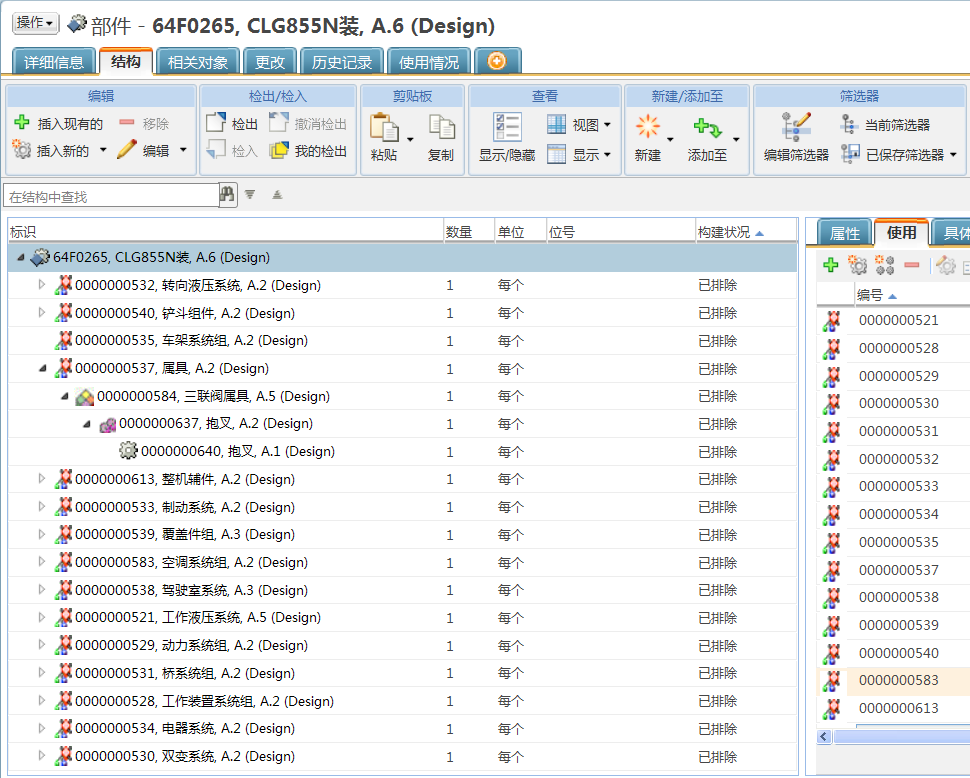 操作 部件 - 64F0265, CLG855N装, A.6 (Design)
详细信息 结构 相关对象 更改 历史记录 使用情况
编辑 检出/检入 剪贴板 查看 新建/添加至 筛选器
插入现有的 移除 检出 撤消检出 视图 当前筛选器
插入新的 编辑 检入 我的检出 粘贴 复制 显示/隐藏 显示 新建 添加至 编辑筛选器 已保存筛选器
在结构中查找
标识 数量 单位 位号 构建状况
64F0265, CLG855N装, A.6 (Design)
0000000532, 转向液压系统, A.2 (Design) 1 每个 已排除
0000000540, 铲斗组件, A.2 (Design) 1 每个 已排除
0000000535, 车架系统组, A.2 (Design) 1 每个 已排除
0000000537, 属具, A.2 (Design) 1 每个 已排除
0000000584, 三联阀属具, A.5 (Design) 1 每个 已排除
0000000637, 抱叉, A.2 (Design) 1 每个 已排除
0000000640, 抱叉, A.1 (Design) 1 每个 已排除
0000000613, 整机辅件, A.2 (Design) 1 每个 已排除
0000000533, 制动系统, A.2 (Design) 1 每个 已排除
0000000539, 覆盖件组, A.3 (Design) 1 每个 已排除
0000000583, 空调系统组, A.2 (Design) 1 每个 已排除
0000000538, 驾驶室系统, A.3 (Design) 1 每个 已排除
0000000521, 工作液压系统, A.5 (Design) 1 每个 已排除
0000000529, 动力系统组, A.2 (Design) 1 每个 已排除
0000000531, 桥系统组, A.2 (Design) 1 每个 已排除
0000000528, 工作装置系统组, A.2 (Design) 1 每个 已排除
0000000534, 电器系统, A.2 (Design) 1 每个 已排除
0000000530, 双变系统, A.2 (Design) 1 每个 已排除
属性 使用 具体
编号
0000000521
0000000528
0000000529
0000000530
0000000531
0000000532
0000000533
0000000534
0000000535
0000000537
0000000538
0000000539
0000000540
0000000583
0000000613